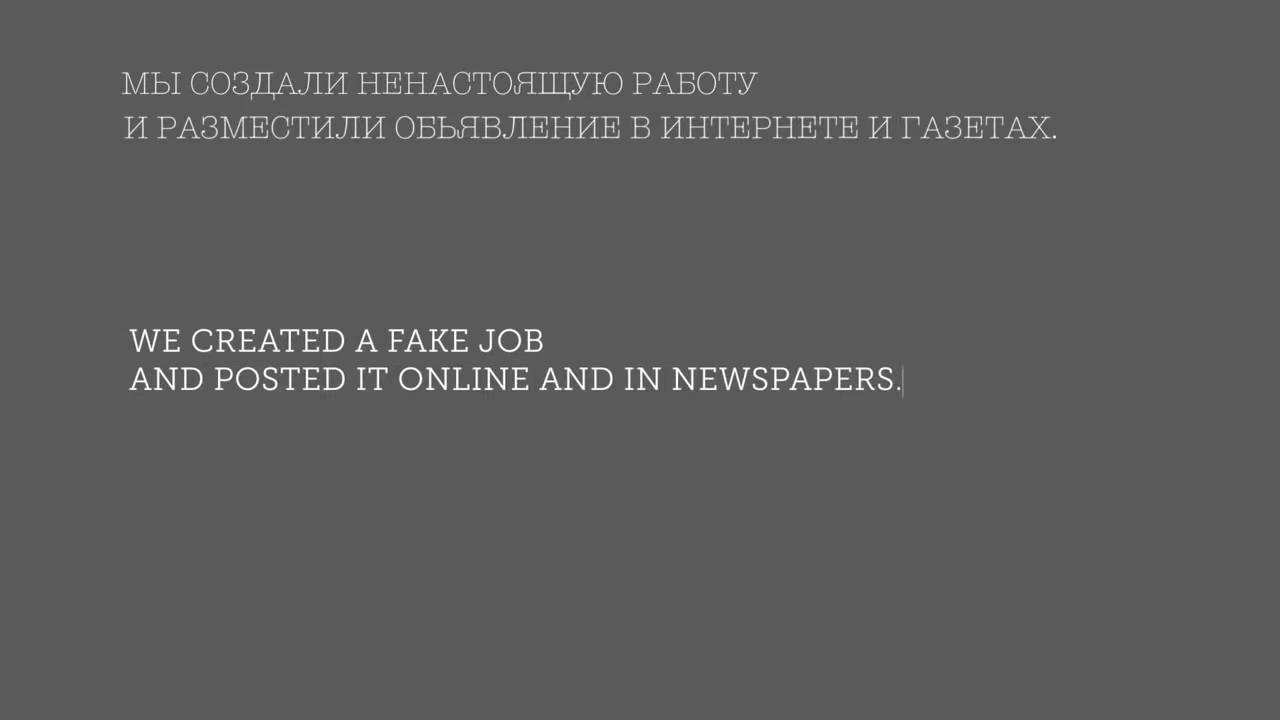 МЫ СОЗДАЛИ НЕНАСТОЯЩУЮ РАБОТУ
И РАЗМЕСТИЛИ ОБЬЯВЛЕНИЕ В ИНТЕРНЕТЕ И ГАЗЕТАХ.
WE CREATED A FAKE JOB
AND POSTED IT ONLINE AND IN NEWSPAPERS.